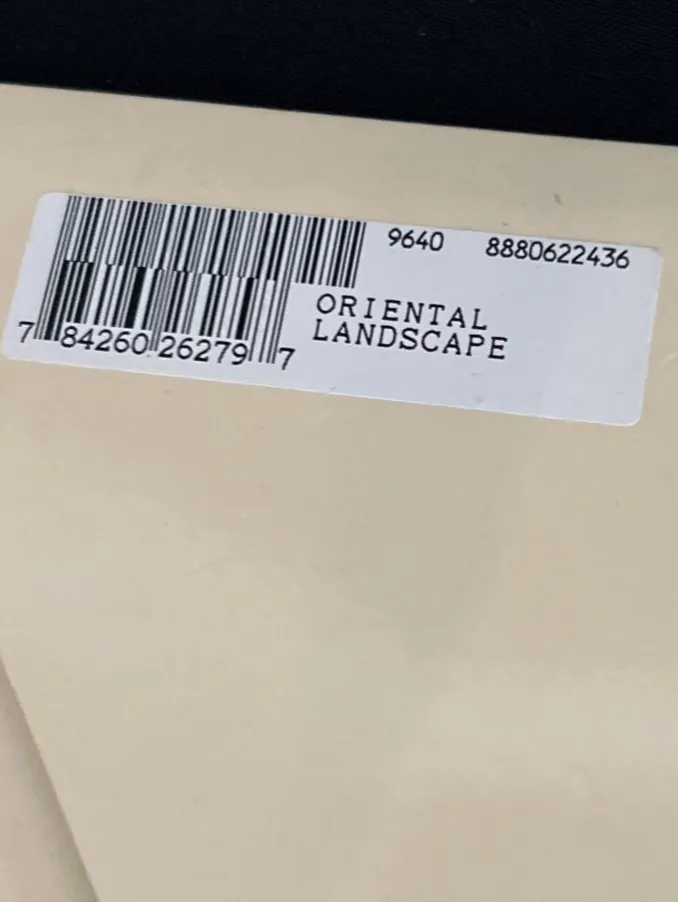 9640 8880622436
ORIENTAL
LANDSCAPE
7 84260 26279 7